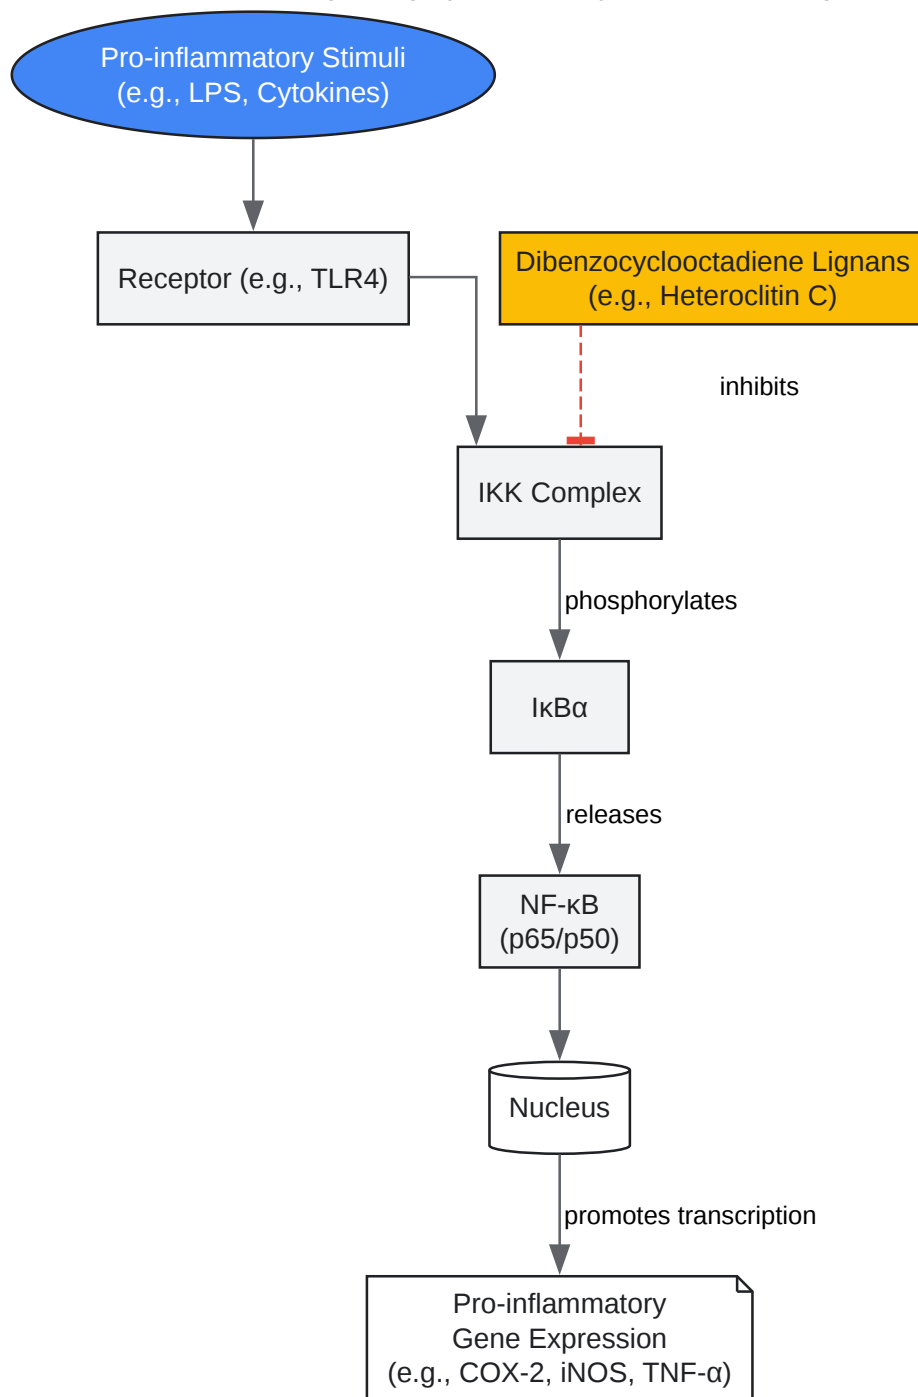 Pro-inflammatory Stimuli
(e.g., LPS, Cytokines)
Receptor (e.g., TLR4)
Dibenzocyclooctadiene Lignans
(e.g., Heteroclitin C)
inhibits
IKK Complex
phosphorylates
IκBα
releases
NF-κB
(p65/p50)
Nucleus
promotes transcription
Pro-inflammatory
Gene Expression
(e.g., COX-2, iNOS, TNF-α)